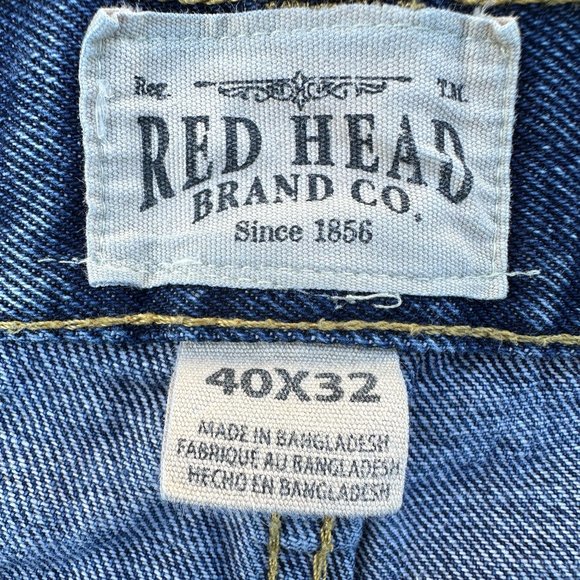 Reg. T.M.
RED HEAD
BRAND CO.
Since 1856
40X32
MADE IN BANGLADESH
FABRIQUE AU BANGLADESH
HECHO EN BANGLADESH